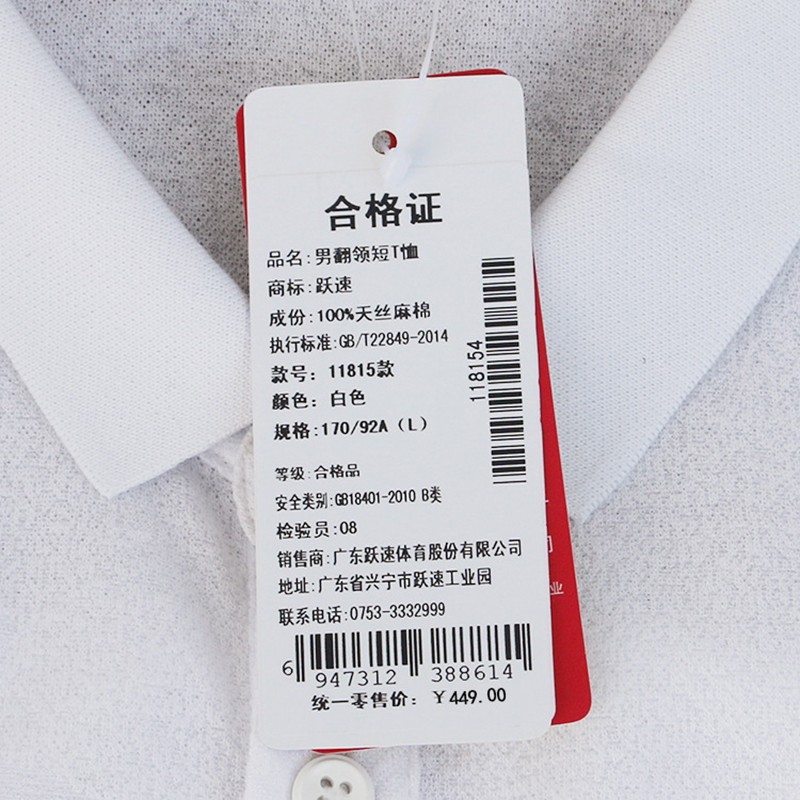 合格证
品名:男翻领短T恤
商标:跃速
成份:100%天丝麻棉
执行标准:GB/T22849-2014
款号：11815款
颜色：白色
规格:170/92A（L）
118154
等级:合格品
安全类别:GB18401-2010 B类
检验员:08
销售商:广东跃速体育股份有限公司
地址:广东省兴宁市跃速工业园
联系电话:0753-3332999
6 947312 388614
统一零售价：￥449.00
业